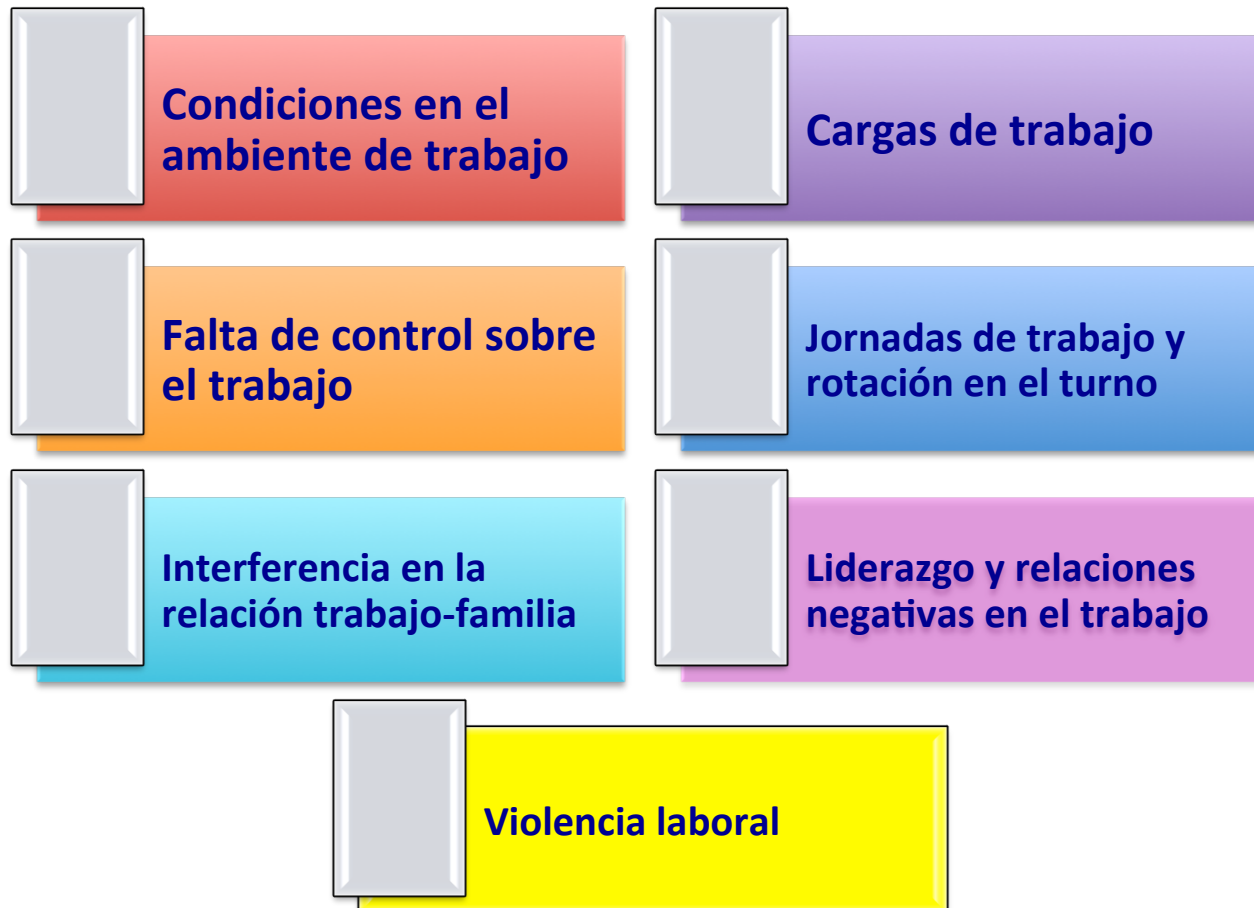 Condiciones en el
ambiente de trabajo
Cargas de trabajo
Falta de control sobre
el trabajo
Jornadas de trabajo y
rotación en el turno
Interferencia en la
relación trabajo-familia
Liderazgo y relaciones
negativas en el trabajo
Violencia laboral